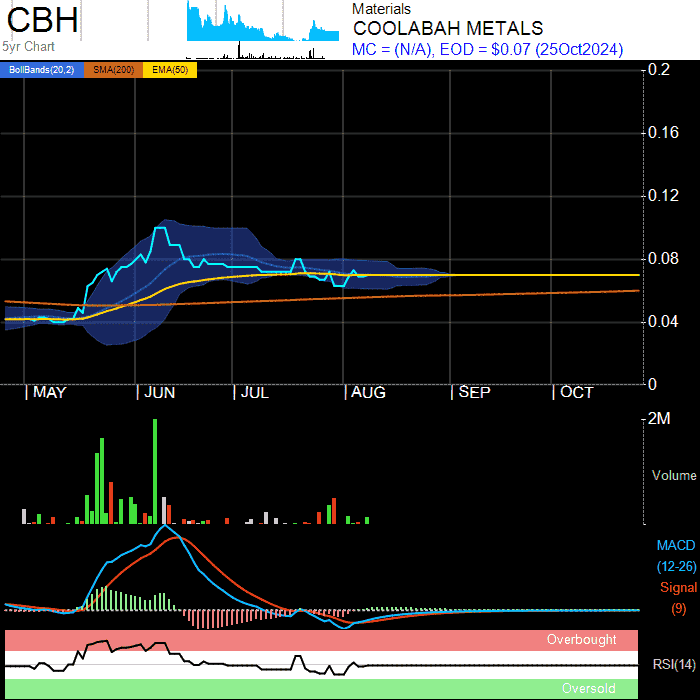 CBH
5yr Chart
Materials
COOLABAH METALS
MC = (N/A), EOD = $0.07 (25Oct2024)
BollBands(20,2) SMA(200) EMA(50)
0.2
0.16
0.12
0.08
0.04
0
MAY JUN JUL AUG SEP OCT
2M
Volume
MACD
(12-26)
Signal
(9)
Overbought
RSI(14)
Oversold